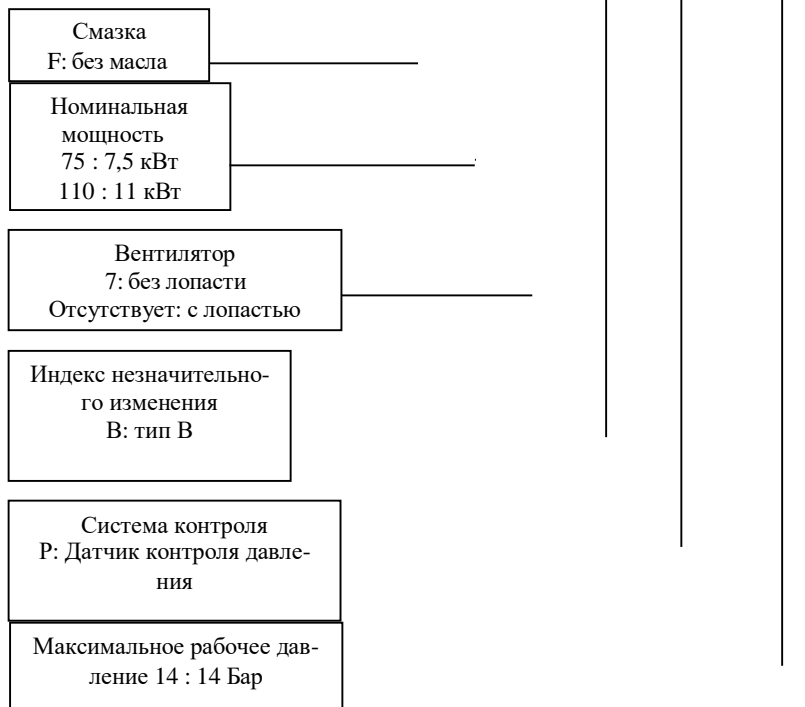 Смазка
F: без масла
Номинальная
мощность
75 : 7,5 кВт
110 : 11 кВт
Вентилятор
7: без лопасти
Отсутствует: с лопастью
Индекс незначительно-
го изменения
В: тип В
Система контроля
Р: Датчик контроля давле-
ния
Максимальное рабочее дав-
ление 14 : 14 Бар